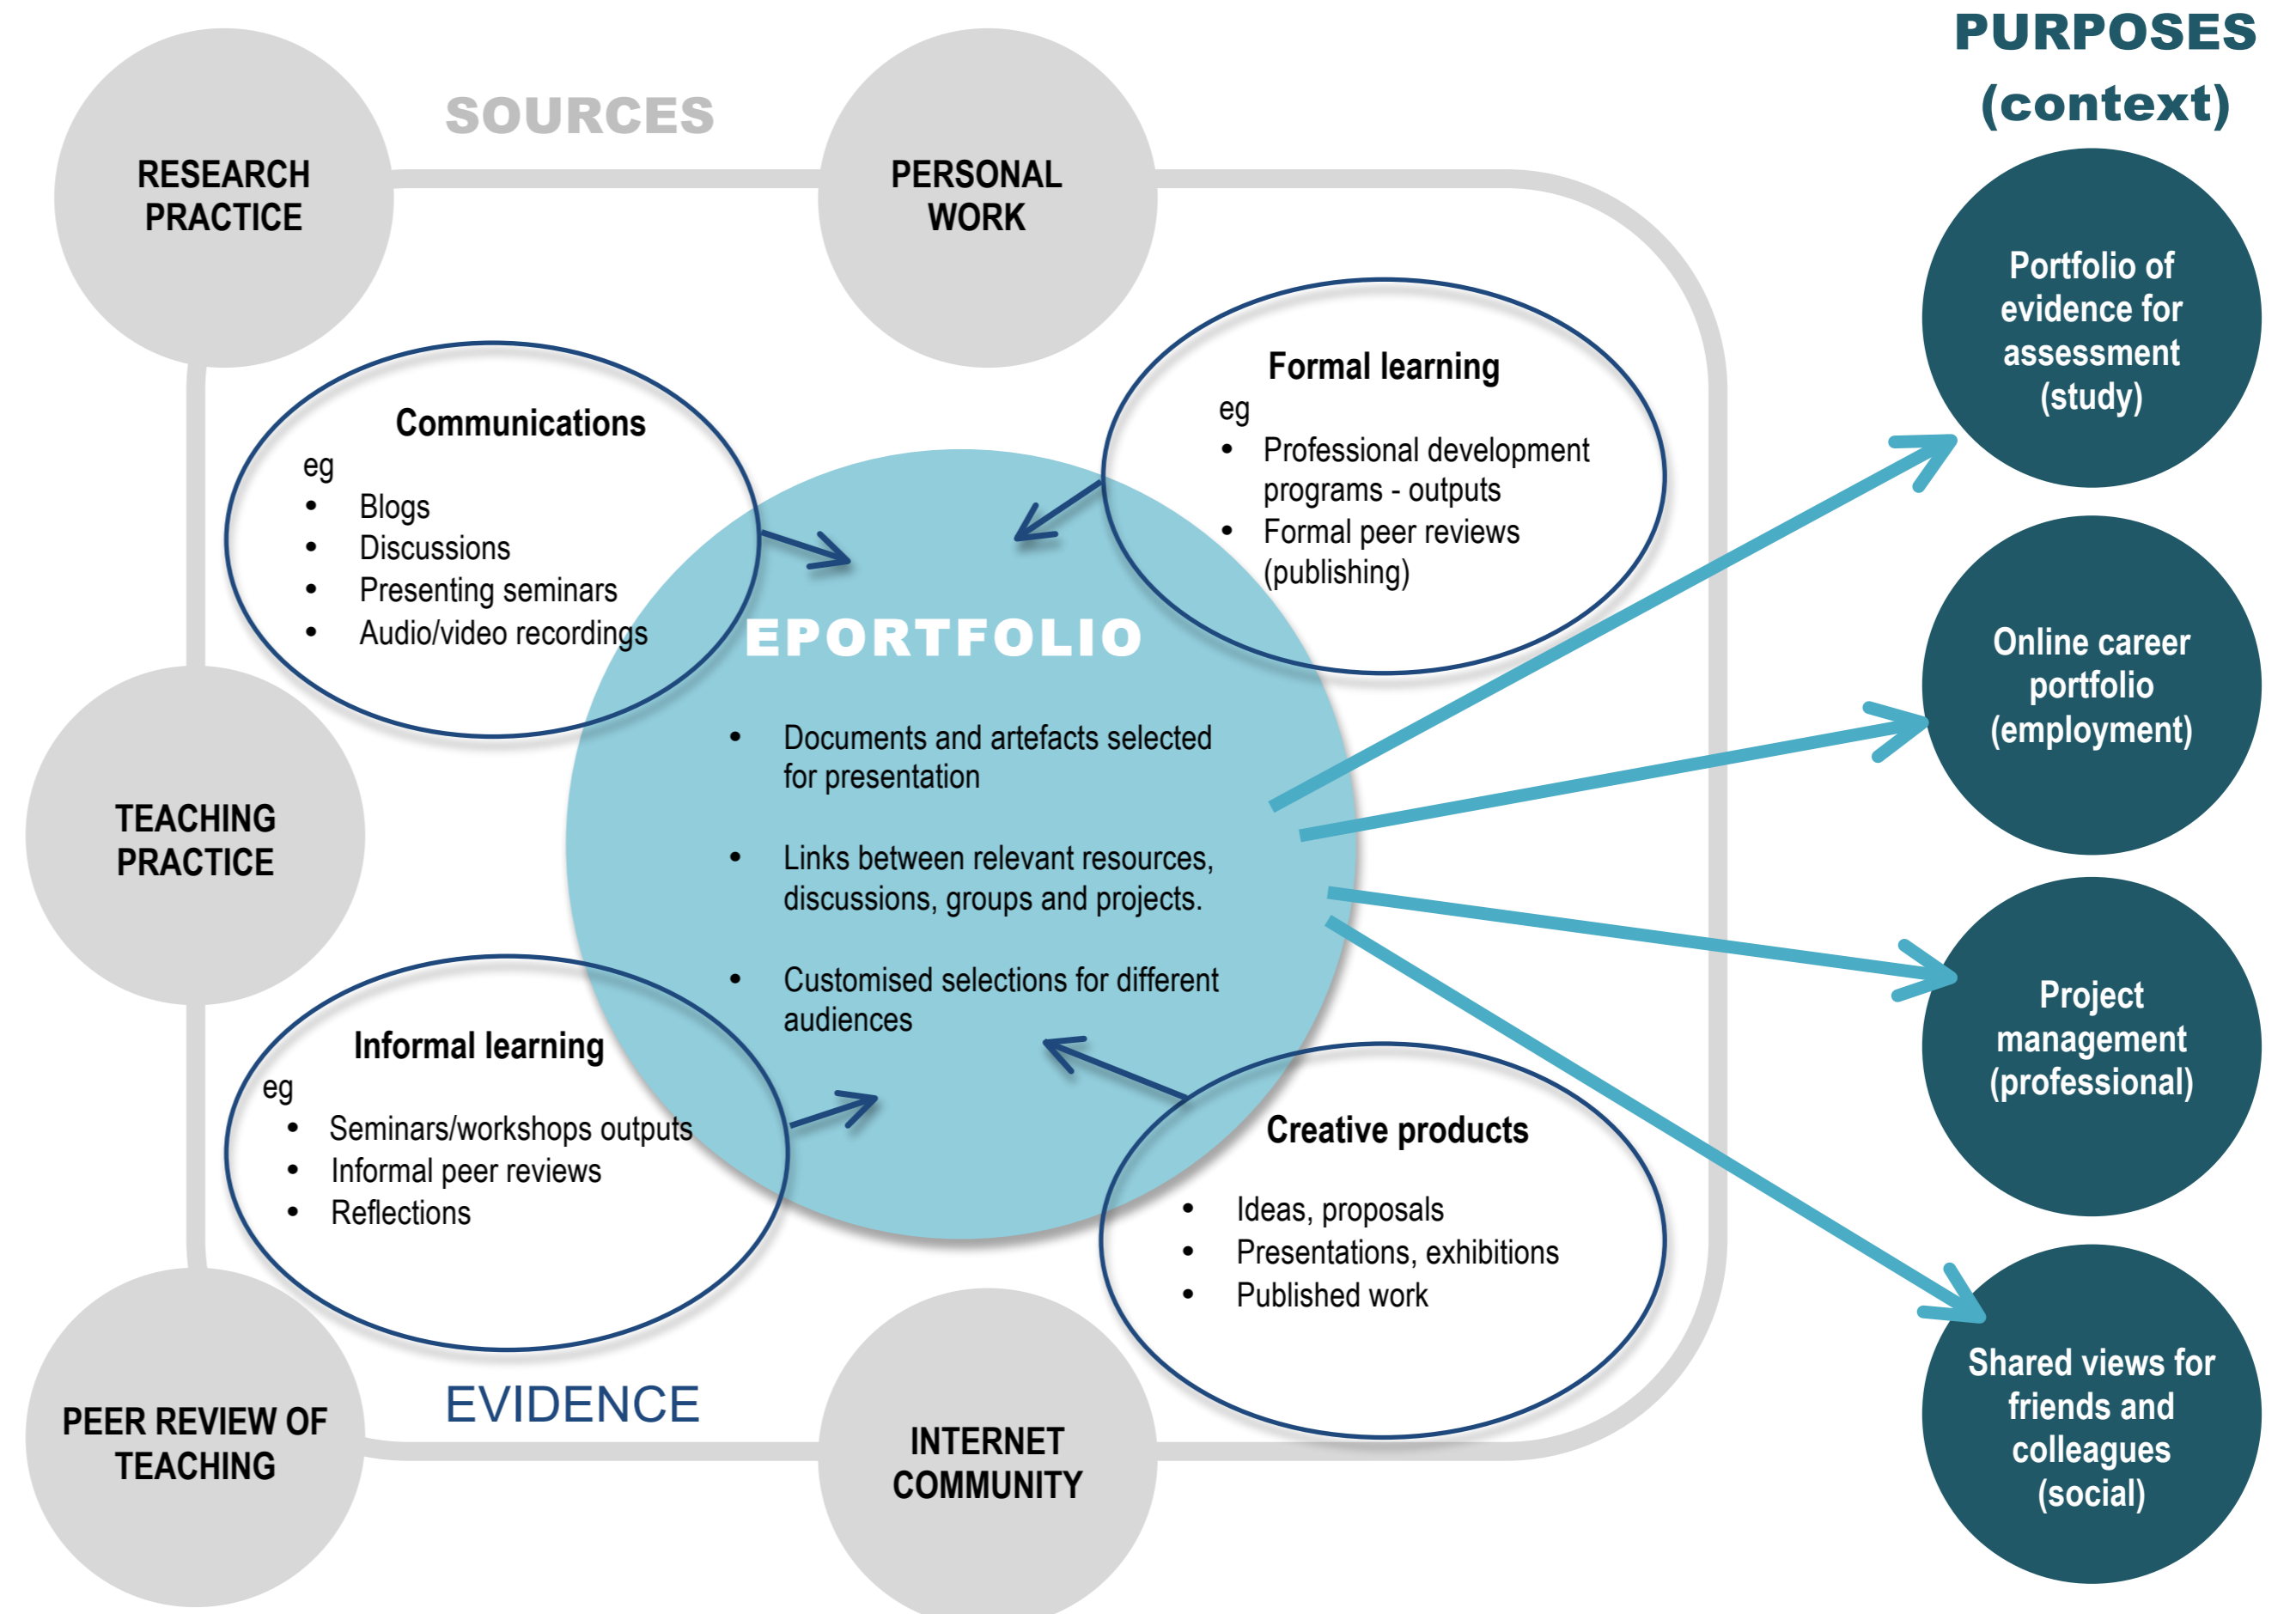 PURPOSES
(context)
SOURCES
RESEARCH
PRACTICE
PERSONAL
WORK
Portfolio of
evidence for
assessment
(study)
Formal learning
eg
• Professional development
programs - outputs
• Formal peer reviews
(publishing)
Communications
eg
• Blogs
• Discussions
• Presenting seminars
• Audio/video recordings
EPORTFOLIO
• Documents and artefacts selected
for presentation
• Links between relevant resources,
discussions, groups and projects.
• Customised selections for different
audiences
Online career
portfolio
(employment)
TEACHING
PRACTICE
Project
management
(professional)
Informal learning
eg
• Seminars/workshops outputs
• Informal peer reviews
• Reflections
Creative products
• Ideas, proposals
• Presentations, exhibitions
• Published work
Shared views for
friends and
colleagues
(social)
EVIDENCE
PEER REVIEW OF
TEACHING
INTERNET
COMMUNITY